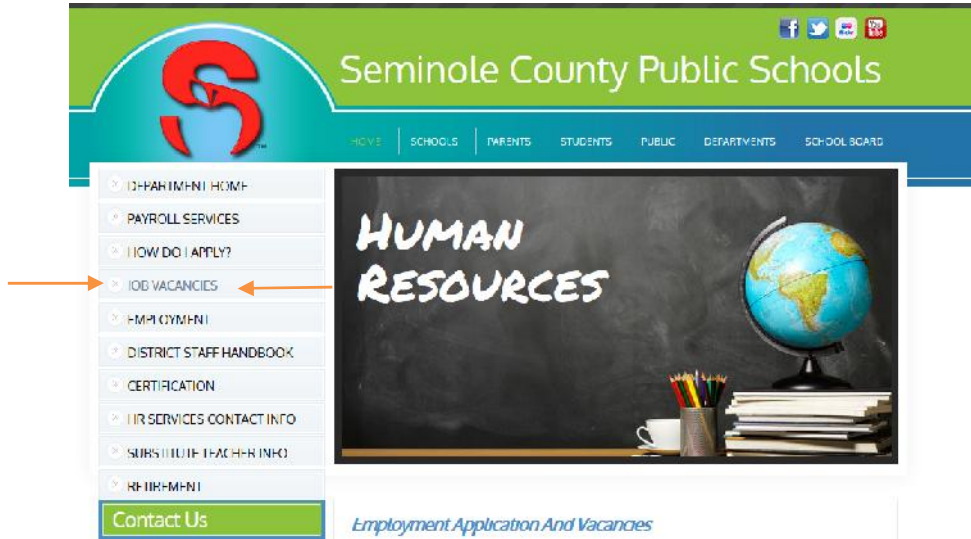 Seminole County Public Schools
HOME SCHOOLS PARENTS STUDENTS PUBLIC DEPARTMENTS SCHOOL BOARD
DEPARTMENT HOME
PAYROLL SERVICES
HOW DO I APPLY?
JOB VACANCIES
EMPLOYMENT
DISTRICT STAFF HANDBOOK
CERTIFICATION
HR SERVICES CONTACT INFO
SUBSTITUTE TEACHER INFO
RETIREMENT
Contact Us
HUMAN
RESOURCES
Employment Application And Vacancies